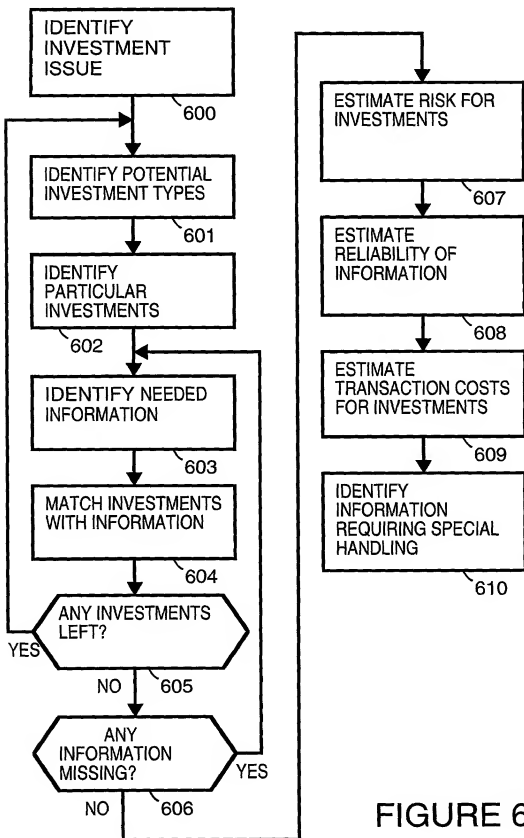 IDENTIFY
INVESTMENT
ISSUE
600
IDENTIFY POTENTIAL
INVESTMENT TYPES
601
IDENTIFY
PARTICULAR
INVESTMENTS
602
IDENTIFY NEEDED
INFORMATION
603
MATCH INVESTMENTS
WITH INFORMATION
604
ANY INVESTMENTS
LEFT?
YES
NO
605
ANY
INFORMATION
MISSING?
YES
NO
606
ESTIMATE RISK FOR
INVESTMENTS
607
ESTIMATE
RELIABILITY OF
INFORMATION
608
ESTIMATE
TRANSACTION COSTS
FOR INVESTMENTS
609
IDENTIFY
INFORMATION
REQUIRING SPECIAL
HANDLING
610
FIGURE 6